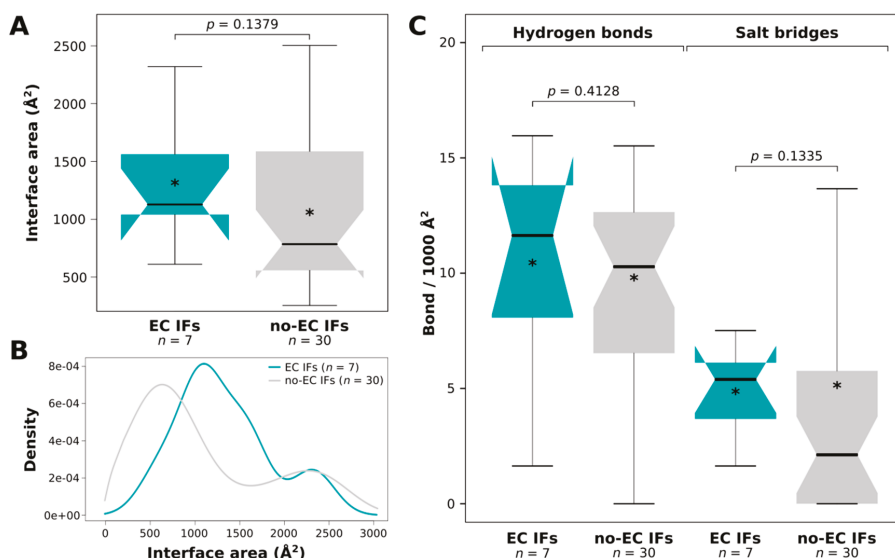 A
p = 0.1379
2500
2000
1500
1000
500
Interface area (Å²)
* *
EC IFs no-EC IFs
n = 7 n = 30
B
8e-04
6e-04
4e-04
2e-04
0e+00
Density
EC IFs (n = 7)
no-EC IFs (n = 30)
0 500 1000 1500 2000 2500 3000
Interface area (Å²)
C
20
15
10
5
0
Bond / 1000 Å²
Hydrogen bonds Salt bridges
p = 0.4128
p = 0.1335
* * * *
EC IFs no-EC IFs EC IFs no-EC IFs
n = 7 n = 30 n = 7 n = 30